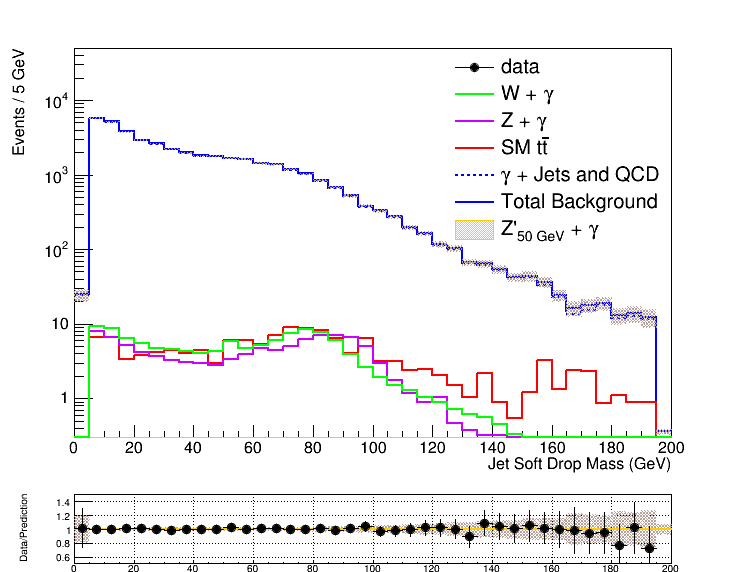 Events / 5 GeV
10⁴
10³
10²
10
1
data
W + γ
Z + γ
SM tt̄
γ + Jets and QCD
Total Background
Z'₅₀ GeV + γ
0 20 40 60 80 100 120 140 160 180 200
Jet Soft Drop Mass (GeV)
Data/Prediction
1.4
1.2
1
0.8
0.6
0 20 40 60 80 100 120 140 160 180 200